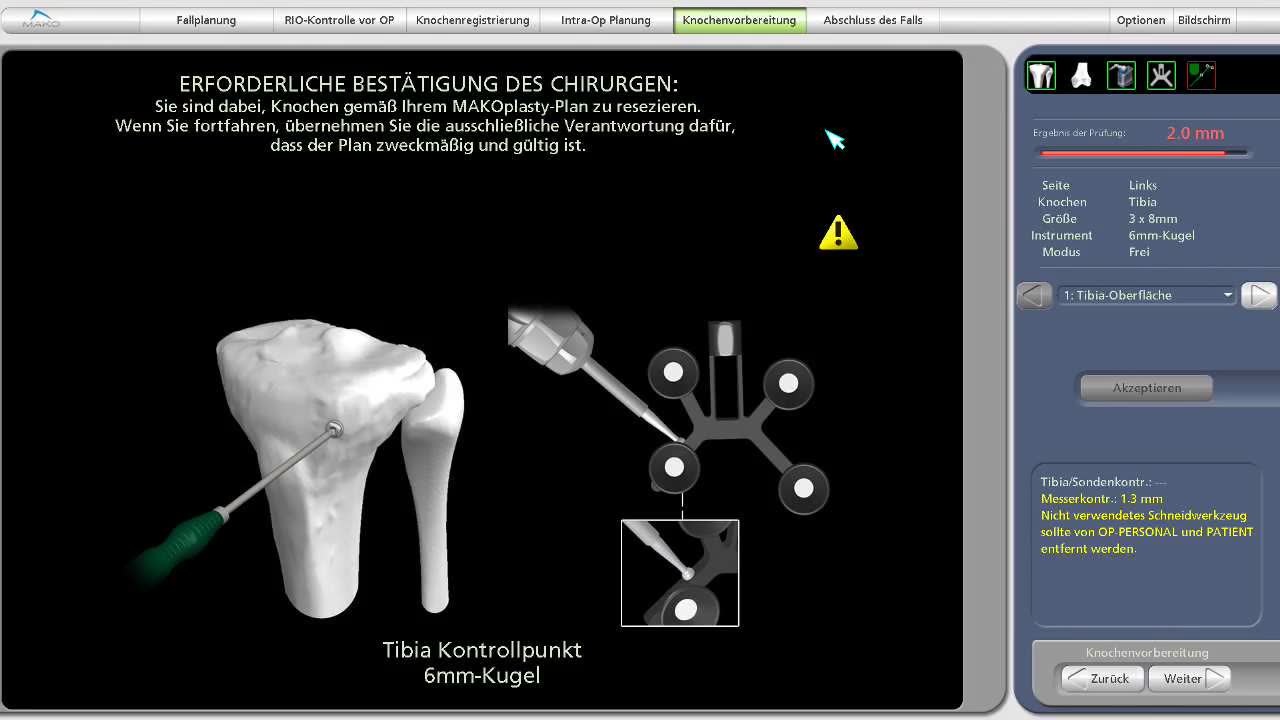 MAKO
Fallplanung
RIO-Kontrolle vor OP
Knochenregistrierung
Intra-Op Planung
Knochenvorbereitung
Abschluss des Falls
Optionen
Bildschirm
ERFORDERLICHE BESTÄTIGUNG DES CHIRURGEN:
Sie sind dabei, Knochen gemäß Ihrem MAKOplasty-Plan zu resezieren.
Wenn Sie fortfahren, übernehmen Sie die ausschließliche Verantwortung dafür,
dass der Plan zweckmäßig und gültig ist.
Tibia Kontrollpunkt
6mm-Kugel
Ergebnis der Prüfung: 2.0 mm
Seite Links
Knochen Tibia
Größe 3 x 8mm
Instrument 6mm-Kugel
Modus Frei
1: Tibia-Oberfläche
Akzeptieren
Tibia/Sondenkontr.: ---
Messerkontr.: 1.3 mm
Nicht verwendetes Schneidwerkzeug
sollte von OP-PERSONAL und PATIENT
entfernt werden.
Knochenvorbereitung
Zurück
Weiter